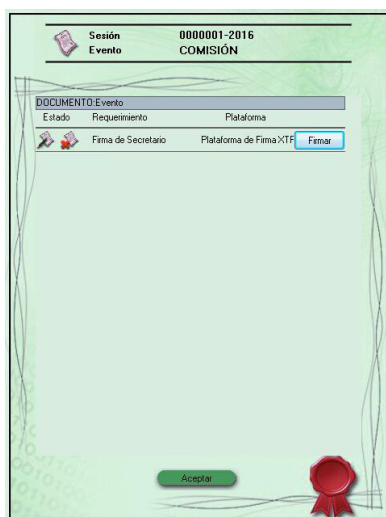 Sesión 0000001-2016
Evento COMISIÓN
DOCUMENTO:Evento
Estado Requerimiento Plataforma
Firma de Secretario Plataforma de Firma XTF Firmar
Aceptar